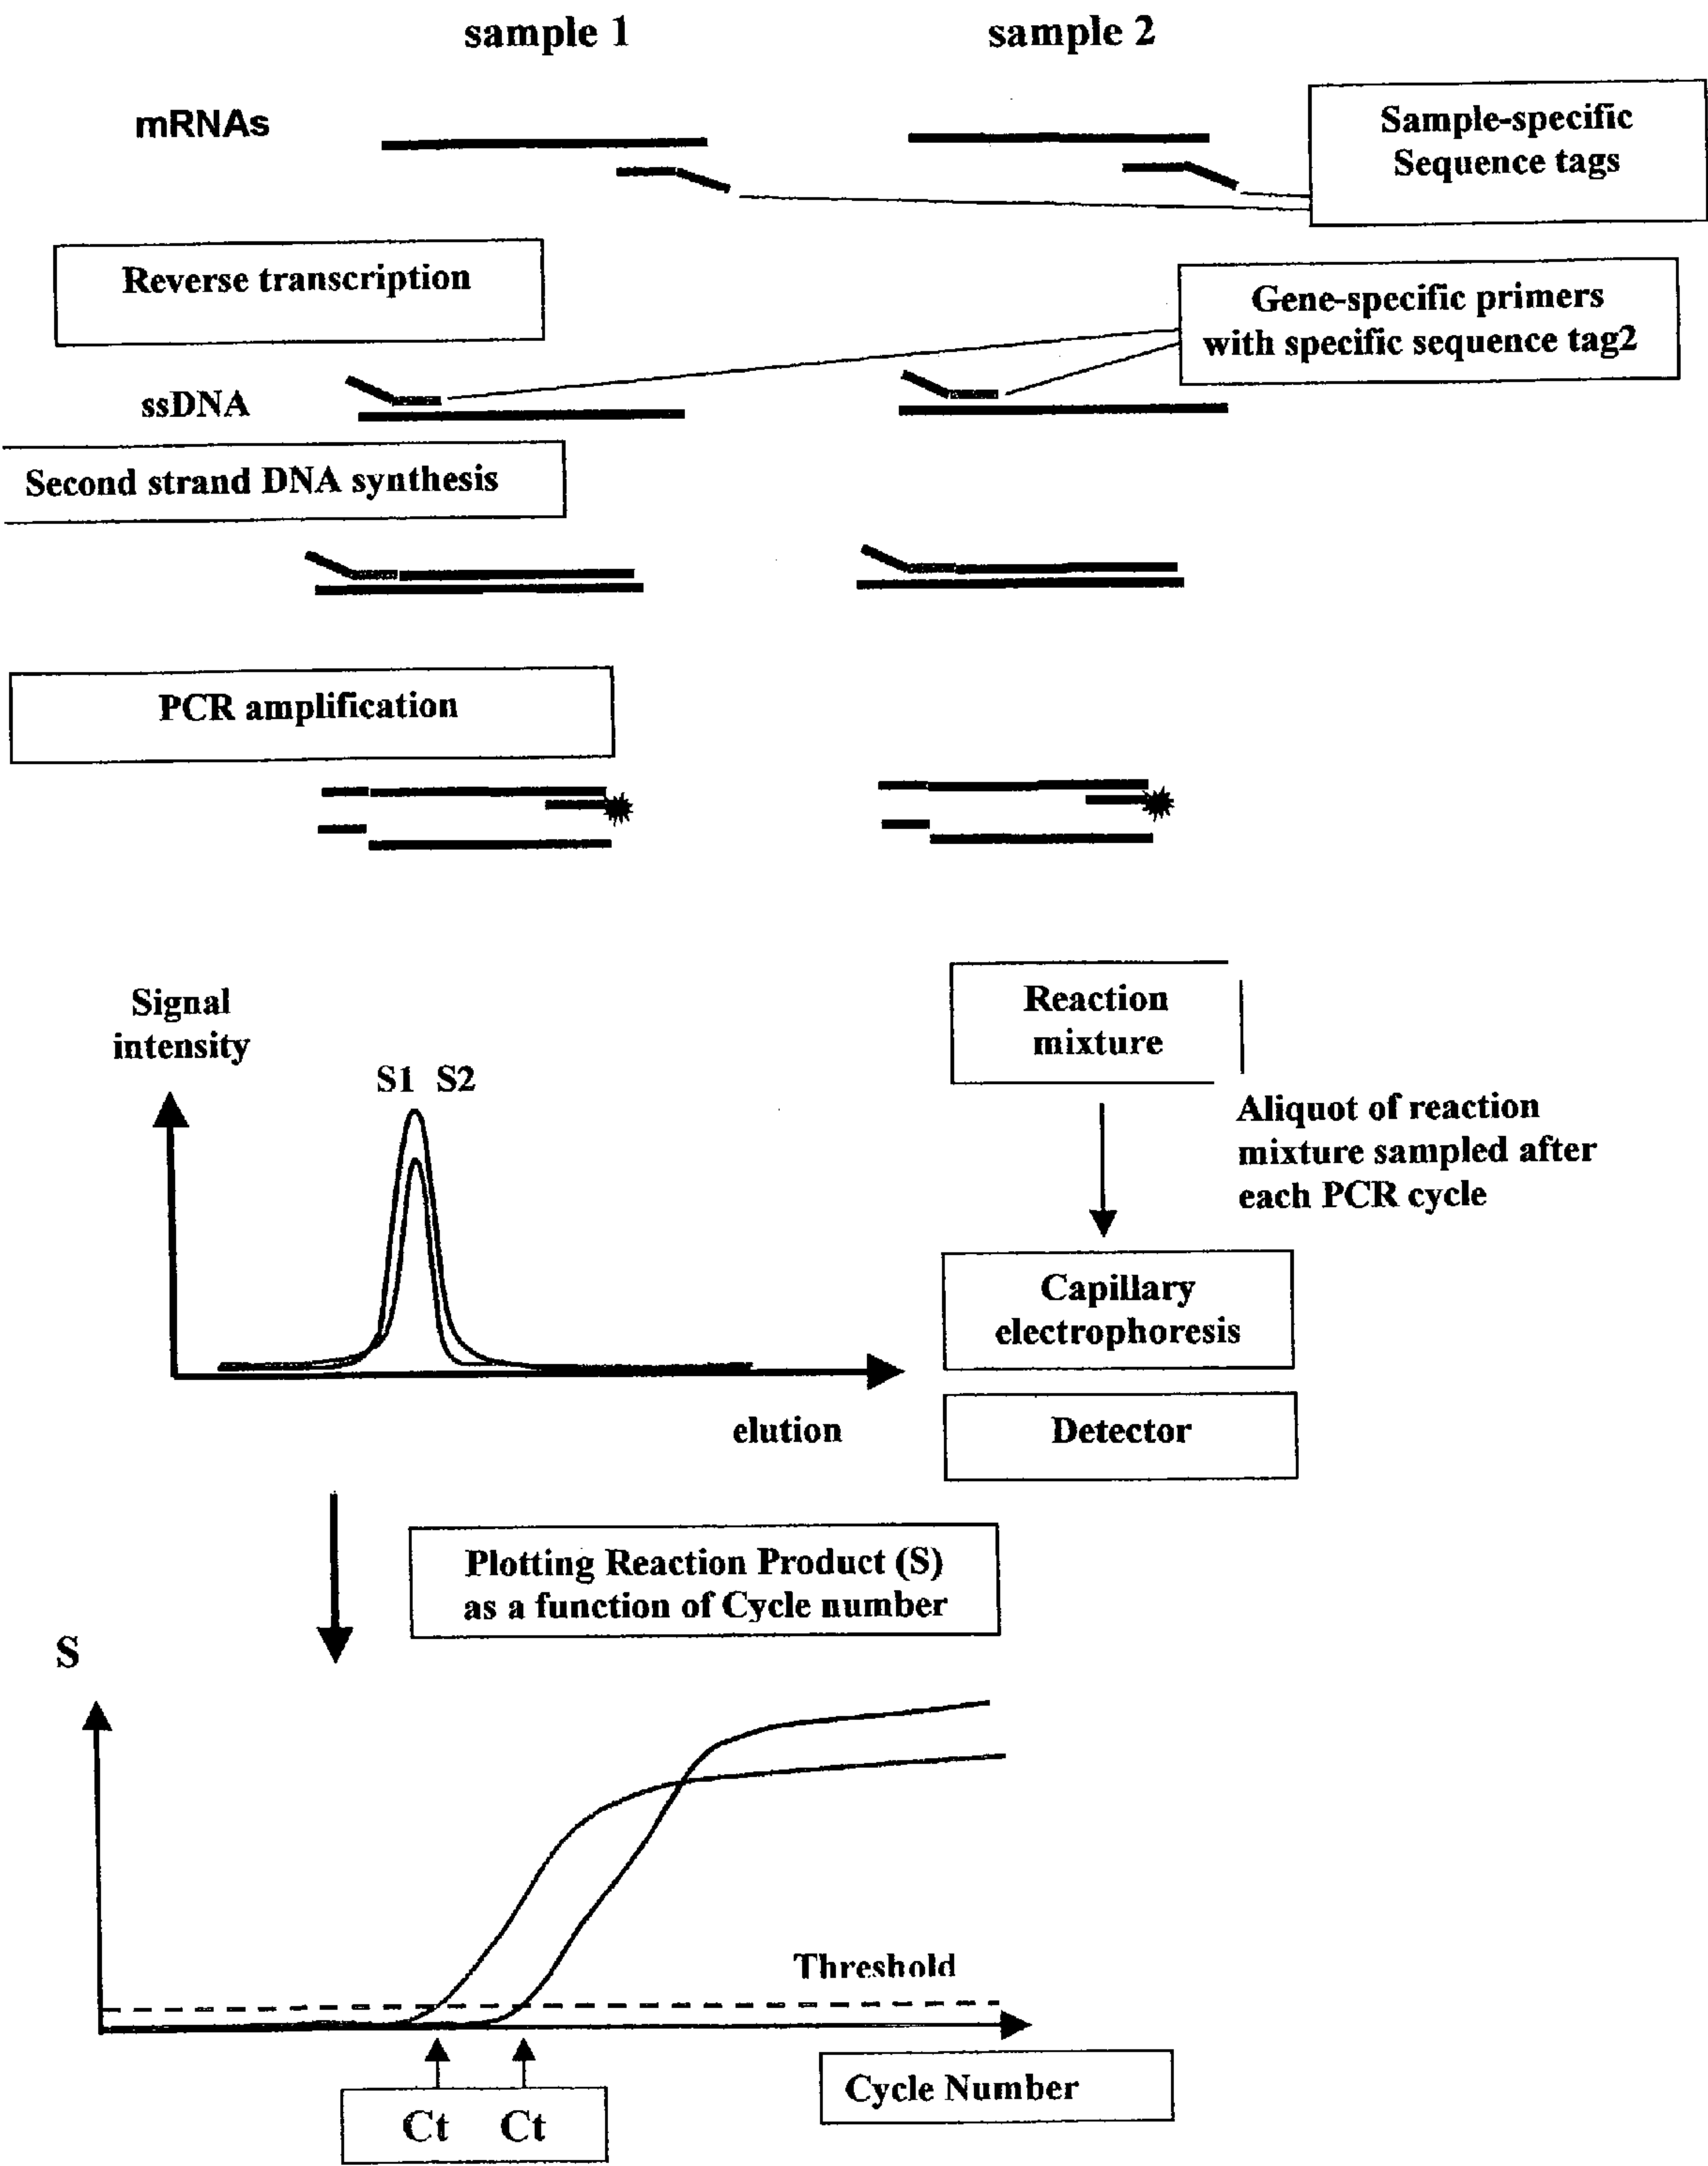 sample 1
sample 2
mRNAs
Sample-specific
Sequence tags
Reverse transcription
Gene-specific primers
with specific sequence tag2
ssDNA
Second strand DNA synthesis
PCR amplification
Signal
intensity
S1 S2
Reaction
mixture
Aliquot of reaction
mixture sampled after
each PCR cycle
Capillary
electrophoresis
elution
Detector
Plotting Reaction Product (S)
as a function of Cycle number
S
Threshold
Cycle Number
Ct Ct